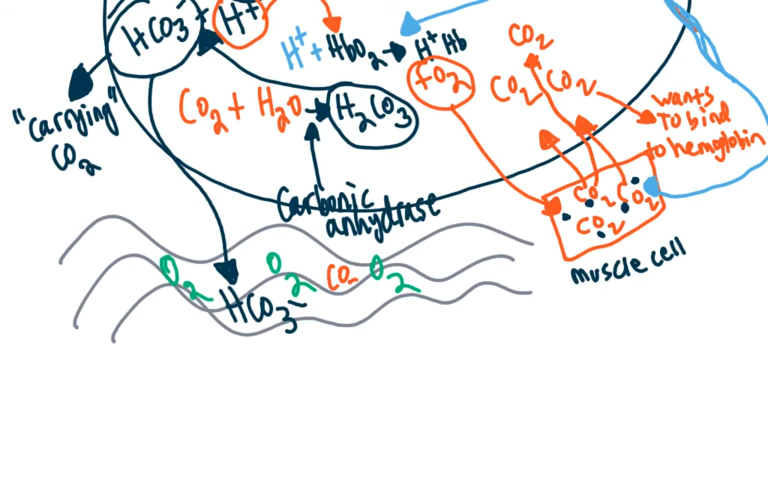 HCO3- + H+
H+ + HbO2 → H+Hb
+O2
CO2
CO2 CO2
"carrying"
CO2
CO2 + H2O → H2CO3
wants
to bind
to hemoglobin
Carbonic
anhydrase
CO2 CO2
CO2
muscle cell
O2 O2 CO2 O2
HCO3-